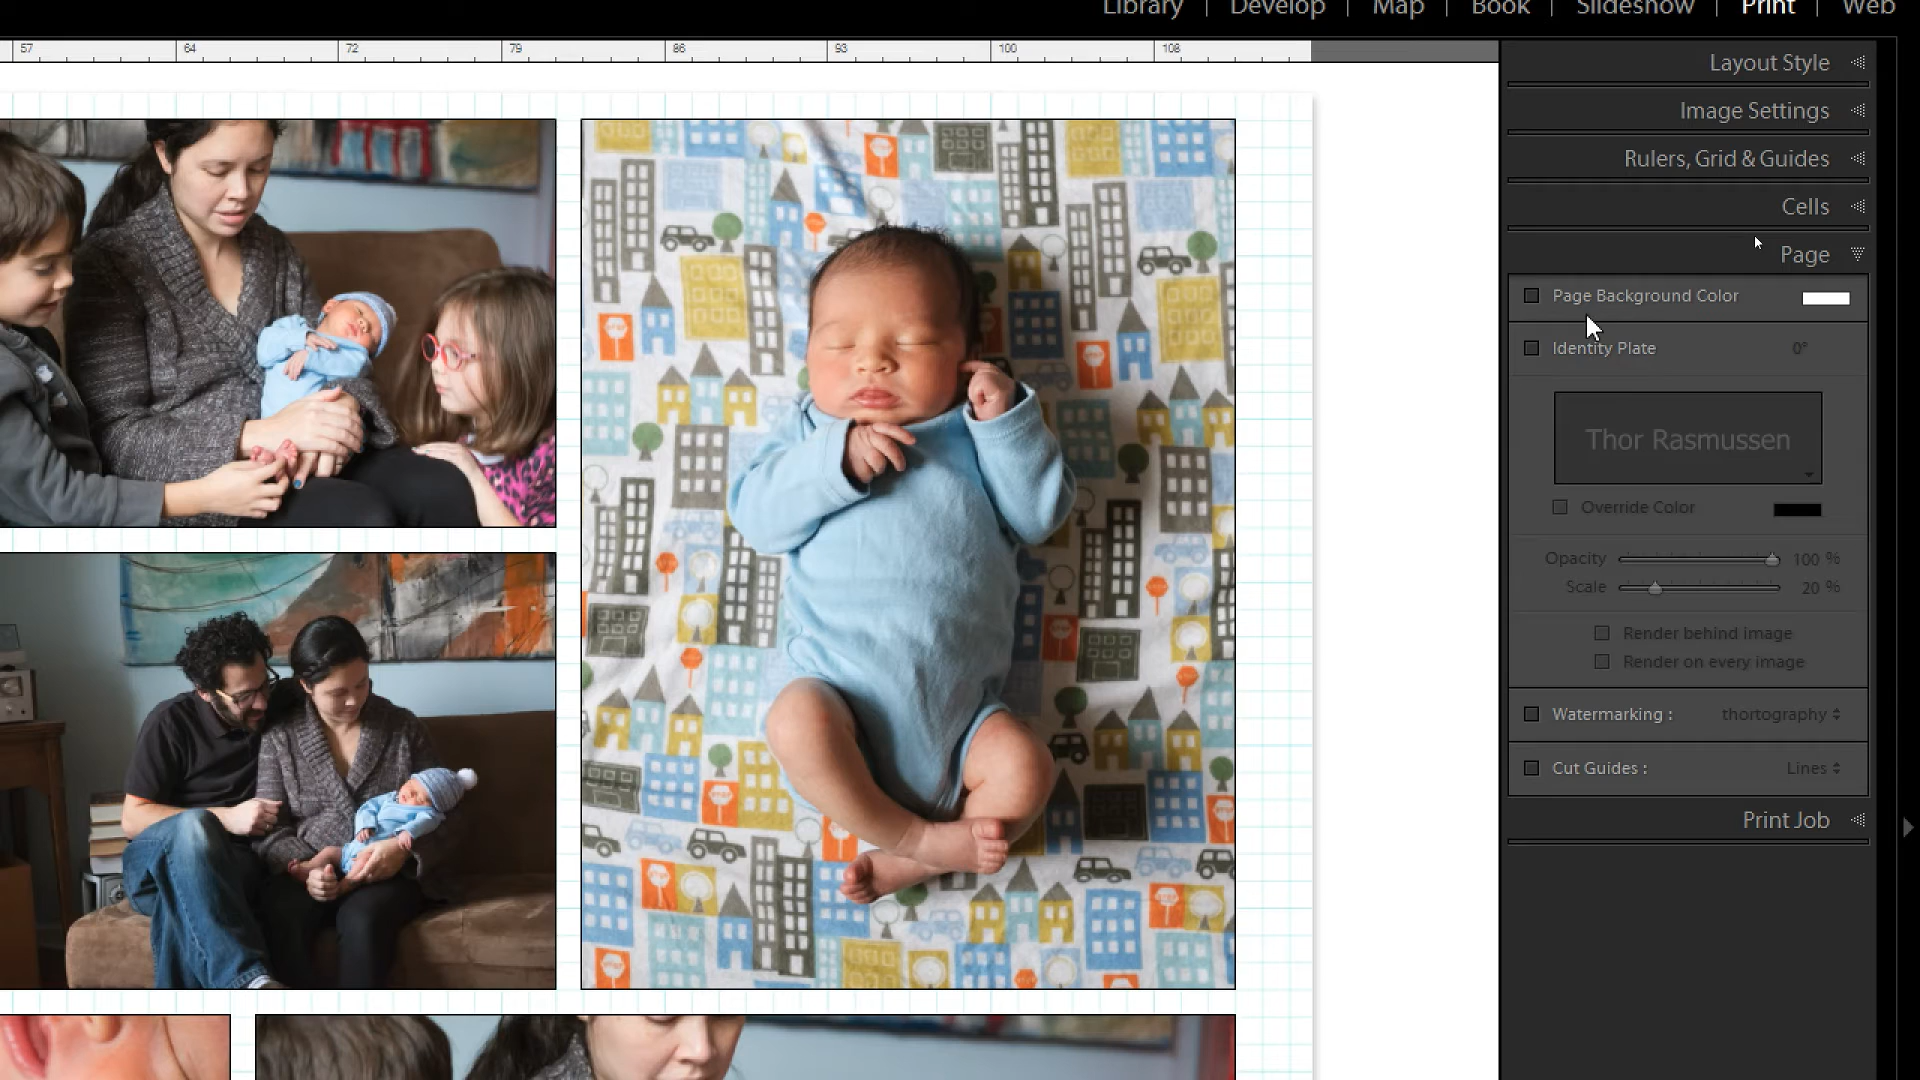 Library | Develop | Map | Book | Slideshow | Print | Web
57 64 72 79 86 93 100 108
Layout Style
Image Settings
Rulers, Grid & Guides
Cells
Page
Page Background Color
Identity Plate 0°
Thor Rasmussen
Override Color
Opacity 100 %
Scale 20 %
Render behind image
Render on every image
Watermarking : thortography
Cut Guides : Lines
Print Job